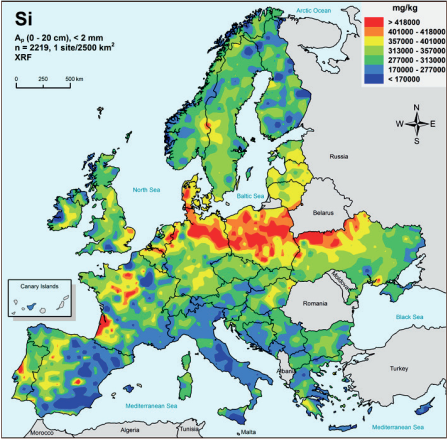 Si
Aₚ (0 - 20 cm), < 2 mm
n = 2219, 1 site/2500 km²
XRF
0 250 500 km
mg/kg
> 418000
401000 - 418000
357000 - 401000
313000 - 357000
277000 - 313000
170000 - 277000
< 170000
Arctic Ocean
N
W E
S
Russia
North Sea
Baltic Sea
Belarus
Canary Islands
Moldova
Romania
Black Sea
Albania
Turkey
Mediterranean Sea
Mediterranean Sea
Morocco
Algeria
Tunisia
Malta